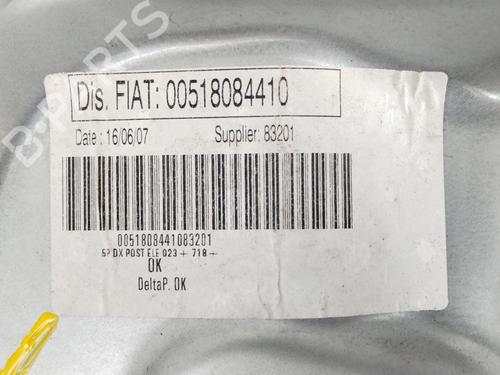 Dis. FIAT: 00518084410
Date : 16/06/07 Supplier: 83201
0051808441083201
5P DX POST ELE 023 + 718 +
OK
DeltaP. OK
B-PARTS